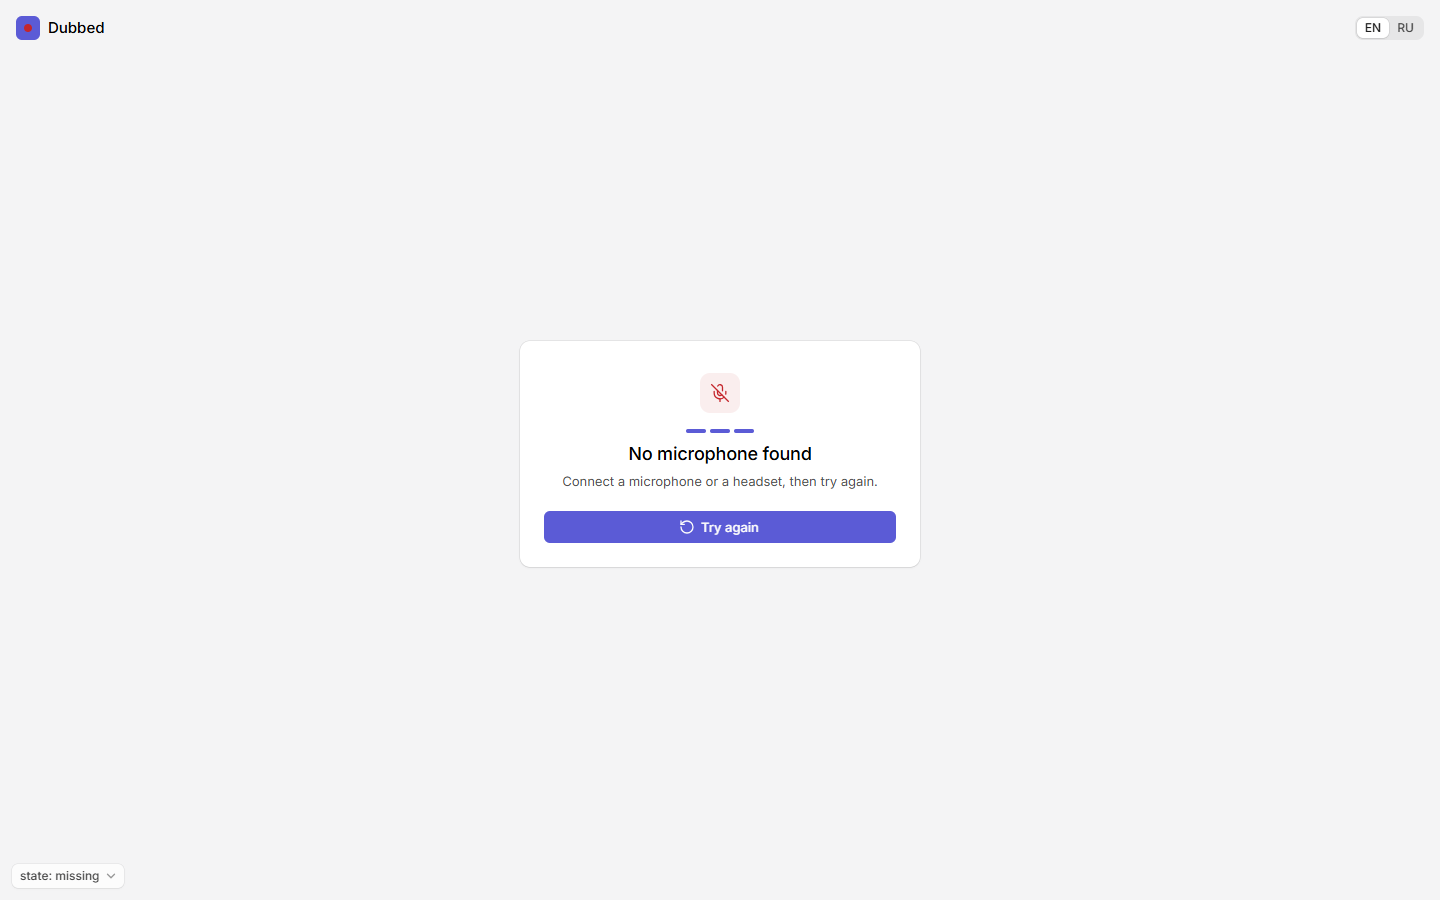 Dubbed
EN RU
No microphone found
Connect a microphone or a headset, then try again.
Try again
state: missing